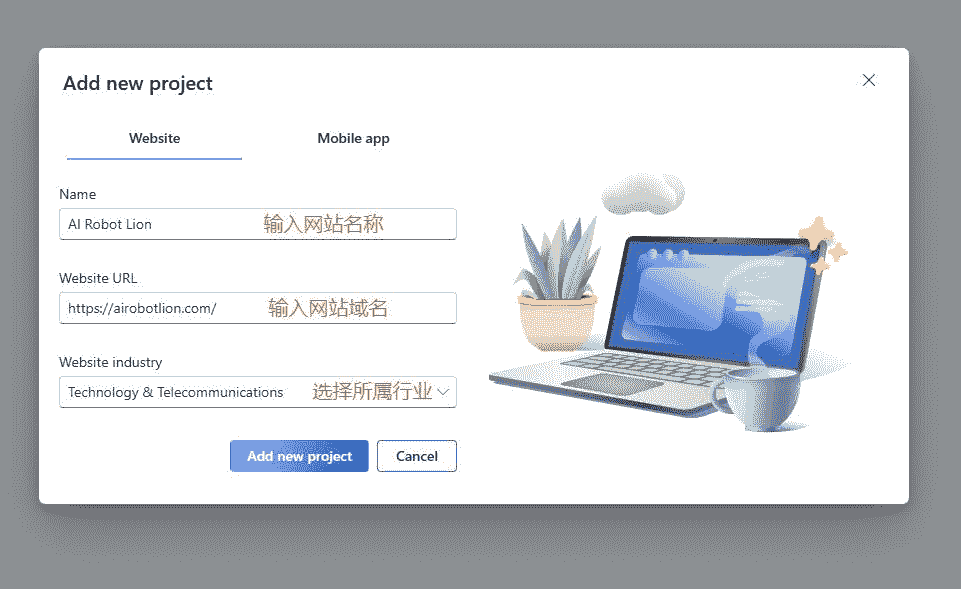 Add new project
Website Mobile app
Name
AI Robot Lion 输入网站名称
Website URL
https://airobotlion.com/ 输入网站域名
Website industry
Technology & Telecommunications 选择所属行业
Add new project Cancel